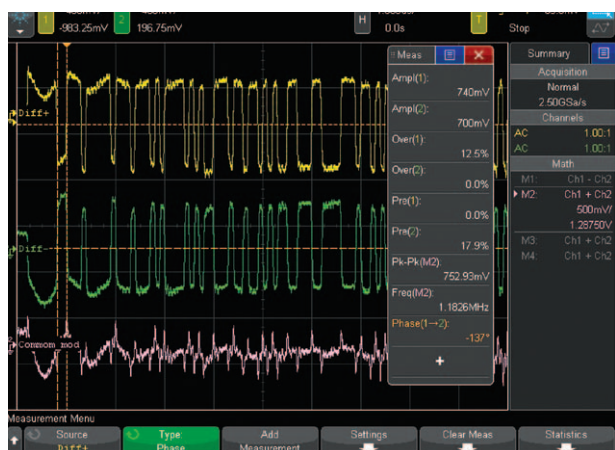 1
-983.25mV
2
196.75mV
H
0.0s
T
Stop
Meas
Summary
Acquisition
Normal
2.50GSa/s
Channels
AC 1.00:1
AC 1.00:1
Math
M1: Ch1 - Ch2
M2: Ch1 + Ch2
500mV/
1.28750V
M3: Ch1 + Ch2
M4: Ch1 + Ch2
Ampl(1):
740mV
Ampl(2):
700mV
Over(1):
12.5%
Over(2):
0.0%
Pre(1):
0.0%
Pre(2):
17.9%
Pk-Pk(M2):
752.93mV
Freq(M2):
1.1826MHz
Phase(1→2):
-137°
+
Diff+
Diff-
Commom mod
Measurement Menu
Source
Diff+
Type:
Phase
Add
Measurement
Settings
Clear Meas
Statistics